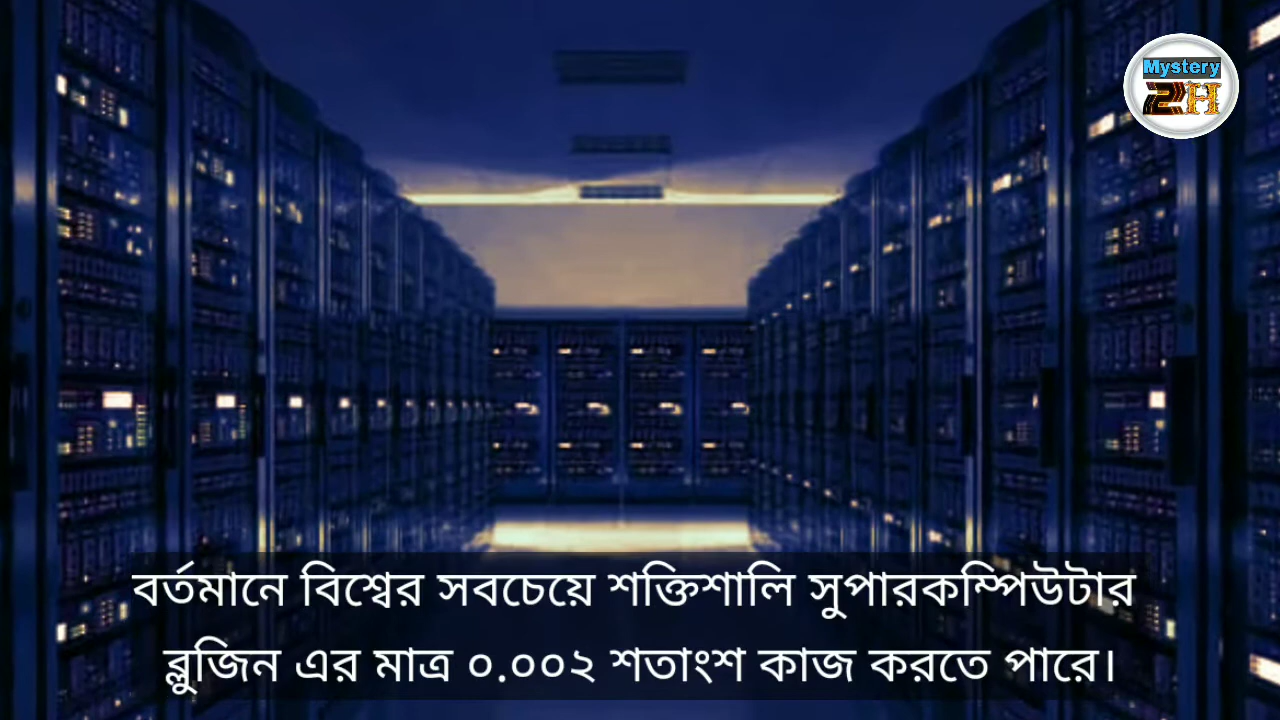 Mystery
2H
বর্তমানে বিশ্বের সবচেয়ে শক্তিশালি সুপারকম্পিউটার
ব্লুজিন এর মাত্র ০.০০২ শতাংশ কাজ করতে পারে।